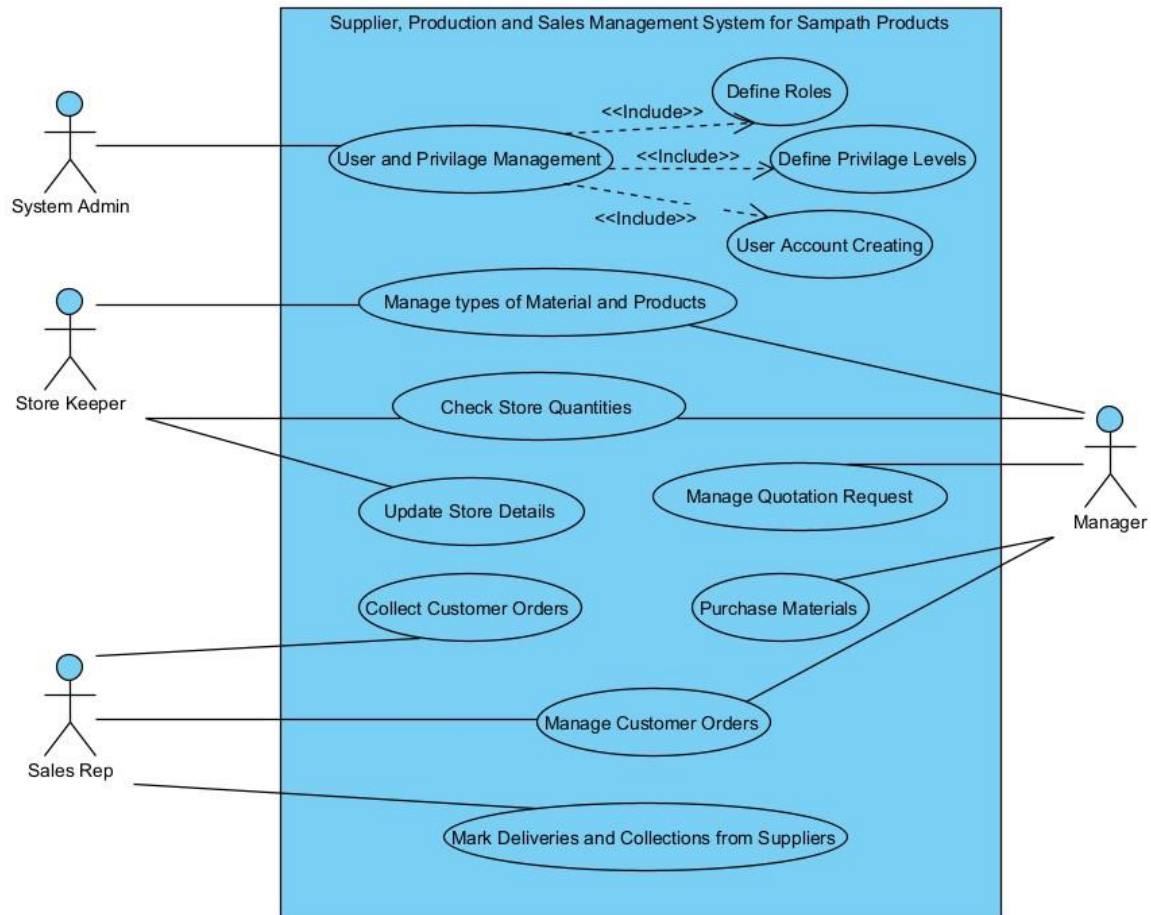 Supplier, Production and Sales Management System for Sampath Products
Define Roles
<<Include>>
User and Privilage Management
<<Include>>
Define Privilage Levels
System Admin
<<Include>>
User Account Creating
Manage types of Material and Products
Store Keeper
Check Store Quantities
Manage Quotation Request
Update Store Details
Manager
Collect Customer Orders
Purchase Materials
Manage Customer Orders
Sales Rep
Mark Deliveries and Collections from Suppliers